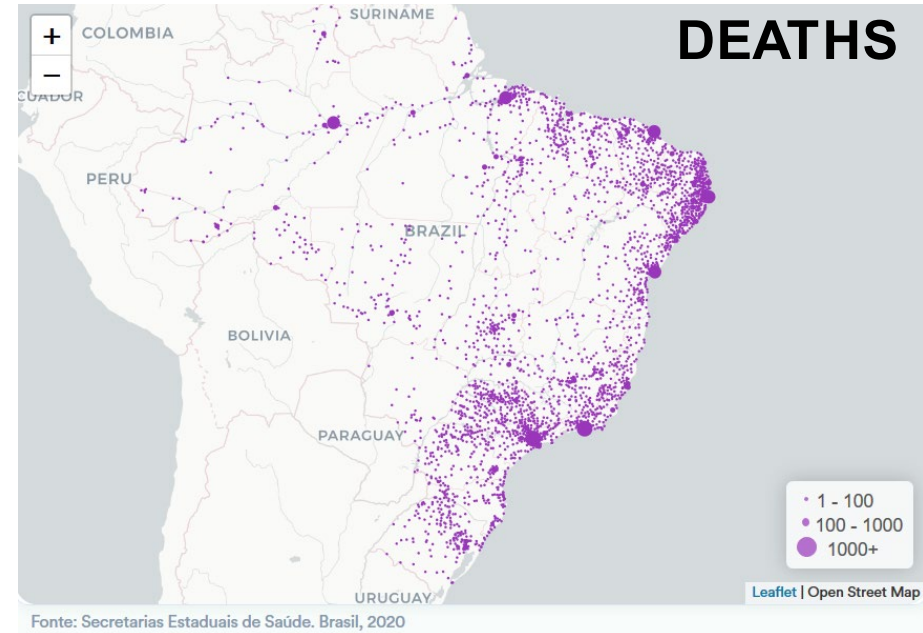 SURINAME
DEATHS
+
COLOMBIA
−
CUADOR
PERU
BRAZIL
BOLIVIA
PARAGUAY
1 - 100
100 - 1000
1000+
URUGUAY
Leaflet | Open Street Map
Fonte: Secretarias Estaduais de Saúde. Brasil, 2020